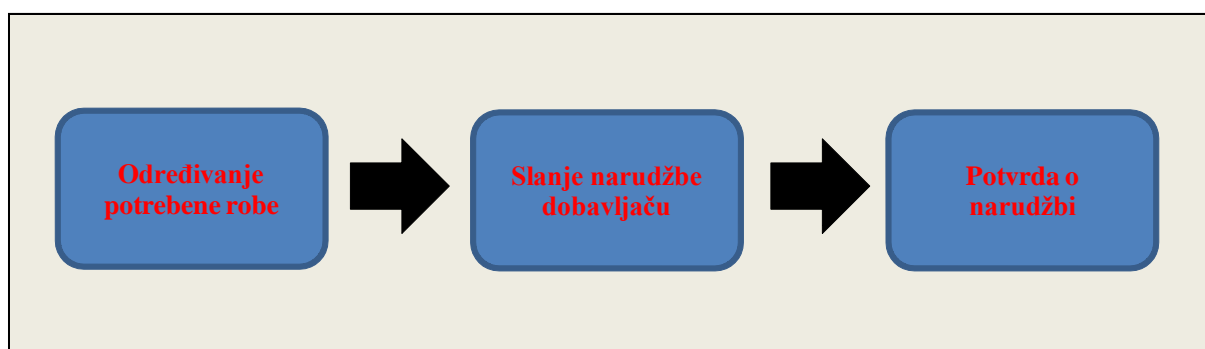 Određivanje
potrebene robe
Slanje narudžbe
dobavljaču
Potvrda o
narudžbi